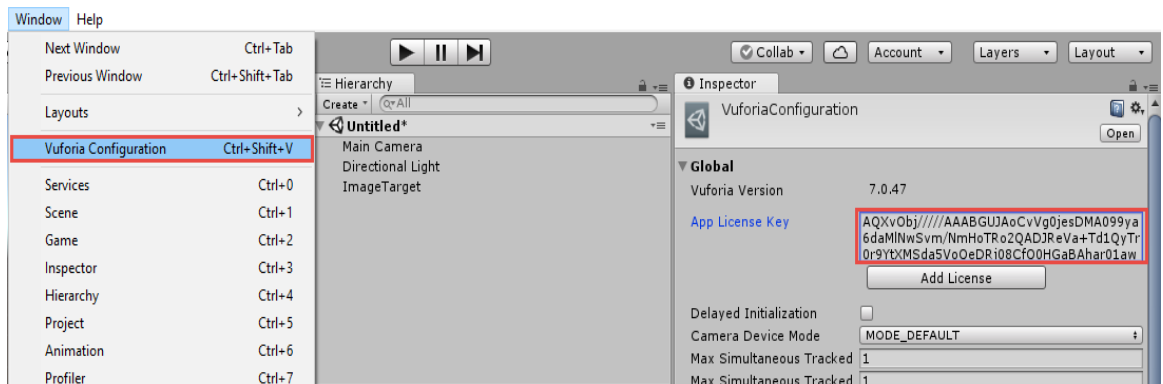 Window Help
Next Window Ctrl+Tab
Previous Window Ctrl+Shift+Tab
Layouts
Vuforia Configuration Ctrl+Shift+V
Services Ctrl+0
Scene Ctrl+1
Game Ctrl+2
Inspector Ctrl+3
Hierarchy Ctrl+4
Project Ctrl+5
Animation Ctrl+6
Profiler Ctrl+7
Collab Account Layers Layout
Hierarchy
Create All
Untitled*
Main Camera
Directional Light
ImageTarget
Inspector
VuforiaConfiguration
Open
Global
Vuforia Version 7.0.47
App License Key
AQXvObj/////AAABGUJAoCvVg0jesDMA099ya
6daMlNwSvm/NmHoTRo2QADJReVa+Td1QyTr
0r9YtXMSda5VoOeDRi08CfO0HGaBAhar01aw
Add License
Delayed Initialization
Camera Device Mode MODE_DEFAULT
Max Simultaneous Tracked 1
Max Simultaneous Tracked 1